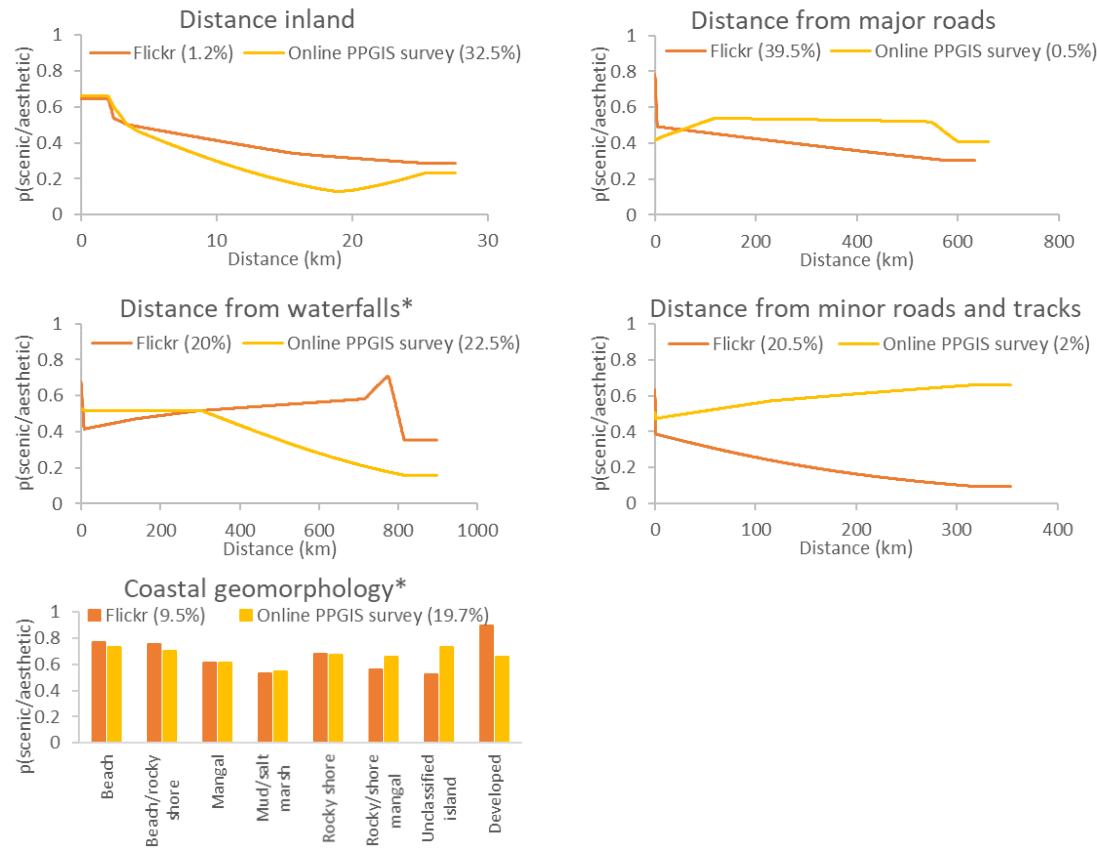 Distance inland
Flickr (1.2%) Online PPGIS survey (32.5%)
p(scenic/aesthetic)
1
0.8
0.6
0.4
0.2
0
0 10 20 30
Distance (km)
Distance from major roads
Flickr (39.5%) Online PPGIS survey (0.5%)
p(scenic/aesthetic)
1
0.8
0.6
0.4
0.2
0
0 200 400 600 800
Distance (km)
Distance from waterfalls*
Flickr (20%) Online PPGIS survey (22.5%)
p(scenic/aesthetic)
1
0.8
0.6
0.4
0.2
0
0 200 400 600 800 1000
Distance (km)
Distance from minor roads and tracks
Flickr (20.5%) Online PPGIS survey (2%)
p(scenic/aesthetic)
1
0.8
0.6
0.4
0.2
0
0 100 200 300 400
Distance (km)
Coastal geomorphology*
Flickr (9.5%) Online PPGIS survey (19.7%)
p(scenic/aesthetic)
1
0.8
0.6
0.4
0.2
0
Beach
Beach/rocky
shore
Mangal
Mud/salt
marsh
Rocky shore
Rocky/shore
mangal
Unclassified
island
Developed